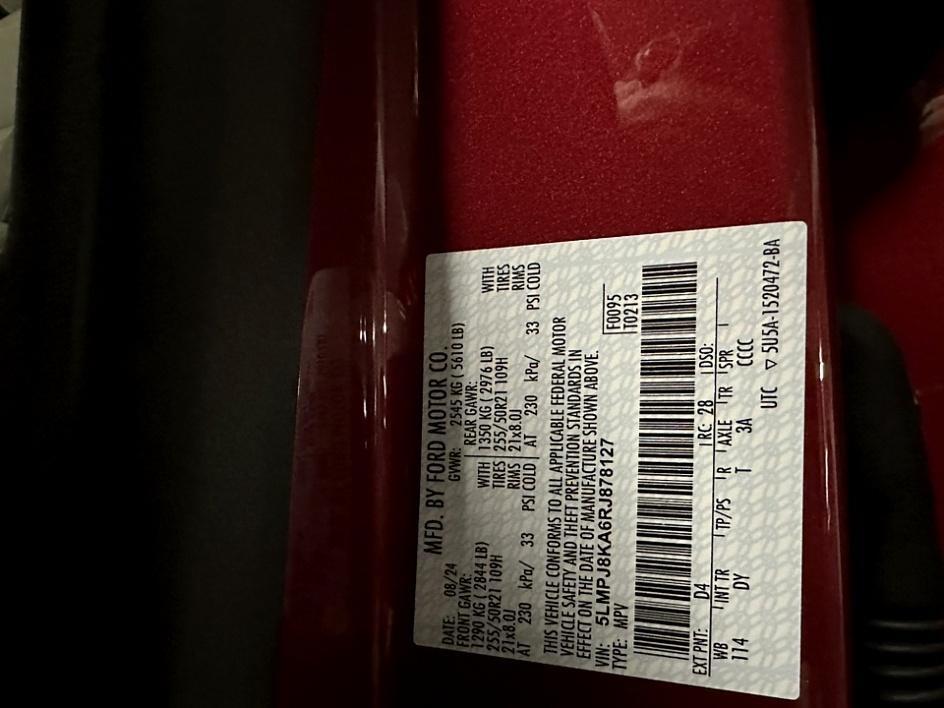 MFD. BY FORD MOTOR CO.
DATE: 08/24 GVWR: 2545 KG ( 5610 LB)
FRONT GAWR: REAR GAWR:
1290 KG ( 2844 LB) WITH 1350 KG ( 2976 LB) WITH
255/50R21 109H TIRES 255/50R21 109H TIRES
21x8.0J RIMS 21x8.0J RIMS
AT 230 kPa/ 33 PSI COLD AT 230 kPa/ 33 PSI COLD
THIS VEHICLE CONFORMS TO ALL APPLICABLE FEDERAL MOTOR
VEHICLE SAFETY AND THEFT PREVENTION STANDARDS IN
EFFECT ON THE DATE OF MANUFACTURE SHOWN ABOVE.
VIN: 5LMPJ8KA6RJ878127 F0095
TYPE: MPV T0213
EXT PNT: D4 RC: 28 DSO:
WB INT TR TP/PS R AXLE TR SPR
114 DY T 3A CCCC
UTC ▽ 5U5A-1520472-BA